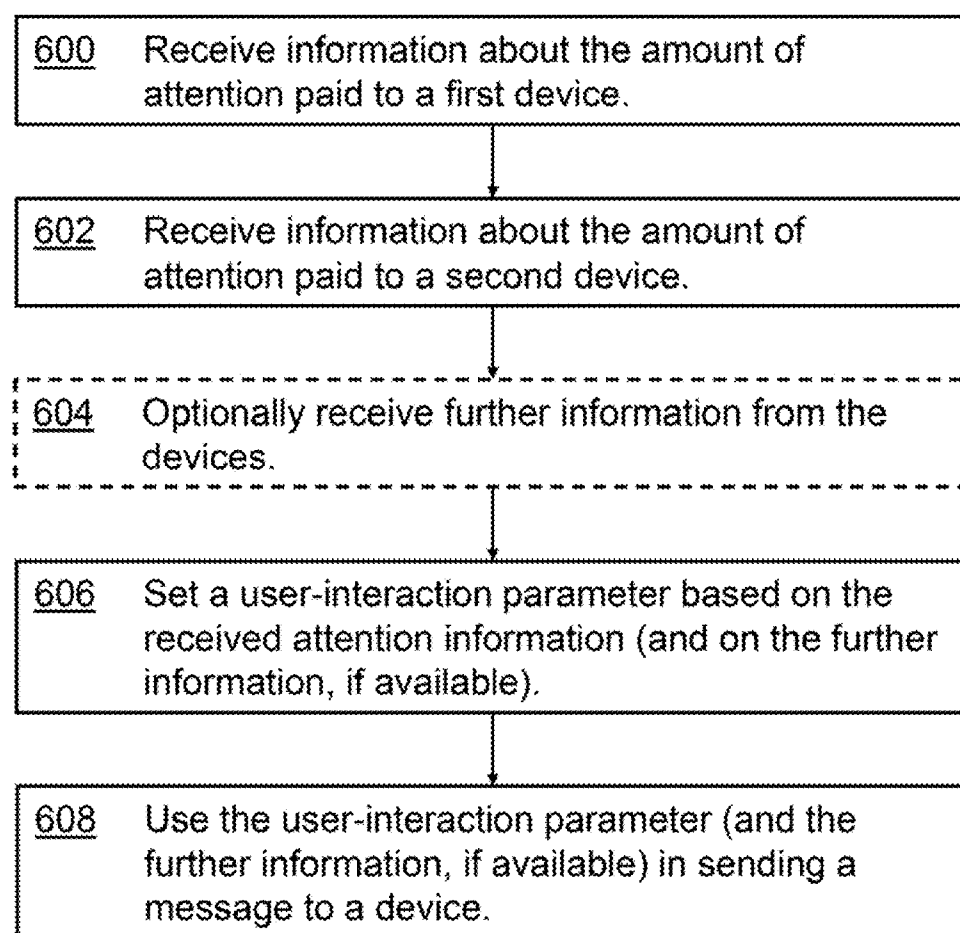 600 Receive information about the amount of
attention paid to a first device.
602 Receive information about the amount of
attention paid to a second device.
604 Optionally receive further information from the
devices.
606 Set a user-interaction parameter based on the
received attention information (and on the further
information, if available).
608 Use the user-interaction parameter (and the
further information, if available) in sending a
message to a device.